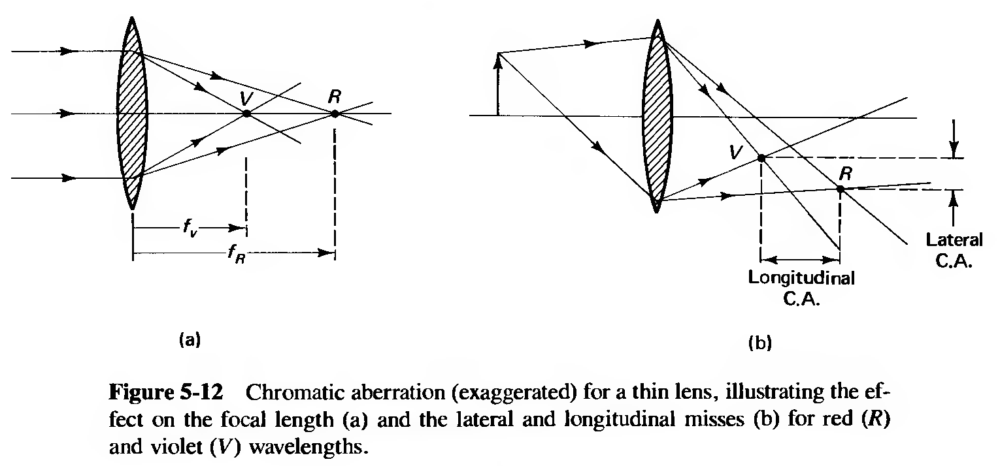 V
R
f_v
f_R
(a)
V
R
Lateral
C.A.
Longitudinal
C.A.
(b)
Figure 5-12 Chromatic aberration (exaggerated) for a thin lens, illustrating the ef-
fect on the focal length (a) and the lateral and longitudinal misses (b) for red (R)
and violet (V) wavelengths.